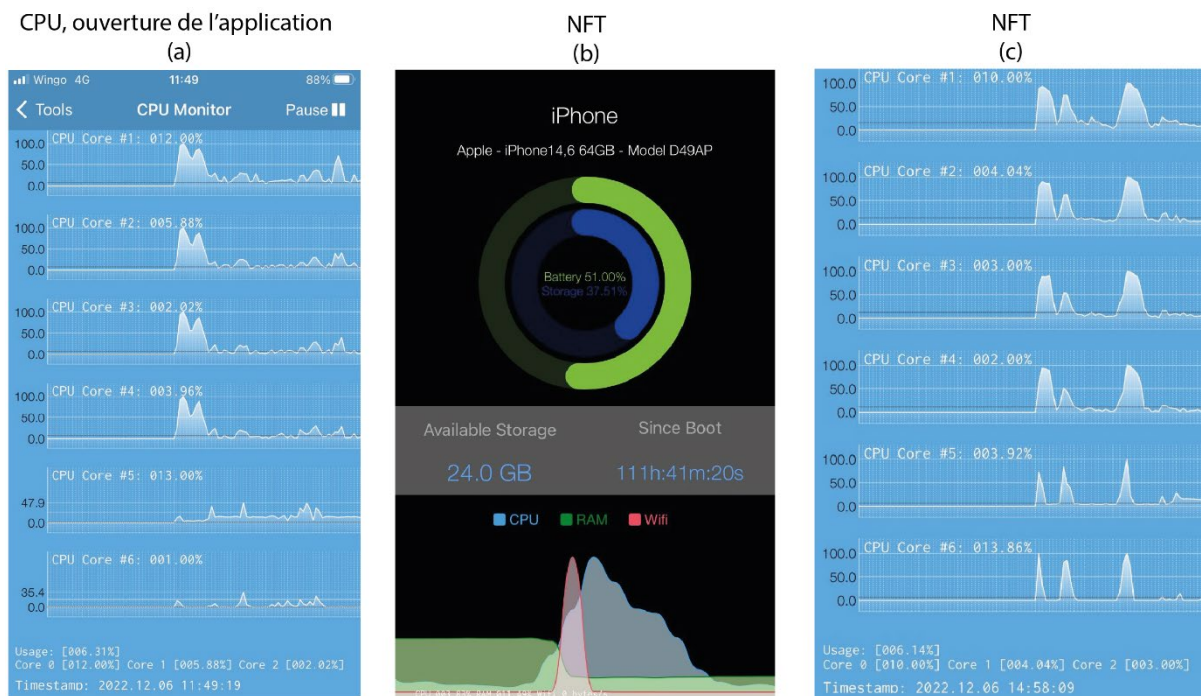 CPU, ouverture de l'application
(a)
Wingo 4G 11:49 88%
Tools CPU Monitor Pause
CPU Core #1: 012.00%
100.0
50.0
0.0
CPU Core #2: 005.88%
100.0
50.0
0.0
CPU Core #3: 002.02%
100.0
50.0
0.0
CPU Core #4: 003.96%
100.0
50.0
0.0
CPU Core #5: 013.00%
47.9
0.0
CPU Core #6: 001.00%
35.4
0.0
Usage: [006.31%]
Core 0 [012.00%] Core 1 [005.88%] Core 2 [002.02%]
Timestamp: 2022.12.06 11:49:19
NFT
(b)
iPhone
Apple - iPhone14,6 64GB - Model D49AP
Battery 51.00%
Storage 37.51%
Available Storage Since Boot
24.0 GB 111h:41m:20s
CPU RAM Wifi
NFT
(c)
CPU Core #1: 010.00%
100.0
50.0
0.0
CPU Core #2: 004.04%
100.0
50.0
0.0
CPU Core #3: 003.00%
100.0
50.0
0.0
CPU Core #4: 002.00%
100.0
50.0
0.0
CPU Core #5: 003.92%
100.0
50.0
0.0
CPU Core #6: 013.86%
100.0
50.0
0.0
Usage: [006.14%]
Core 0 [010.00%] Core 1 [004.04%] Core 2 [003.00%]
Timestamp: 2022.12.06 14:58:09